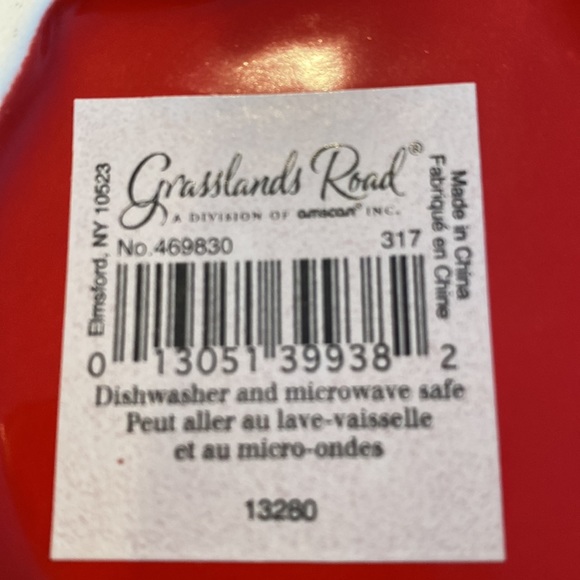 Grasslands Road®
A DIVISION OF amscan® INC.
Elmsford, NY 10523
Made in China
Fabriqué en Chine
No.469830 317
0 13051 39938 2
Dishwasher and microwave safe
Peut aller au lave-vaisselle
et au micro-ondes
13280